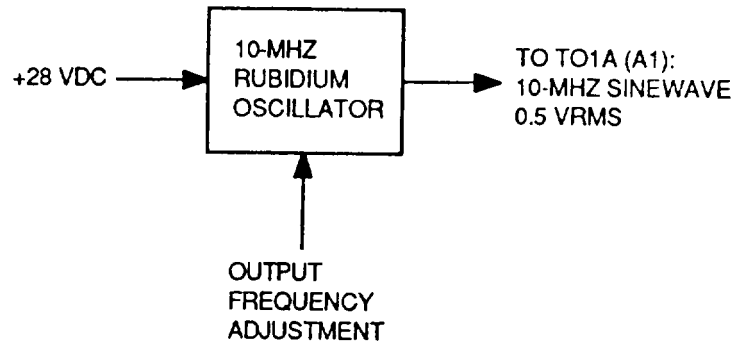 +28 VDC
10-MHZ
RUBIDIUM
OSCILLATOR
TO TO1A (A1):
10-MHZ SINEWAVE
0.5 VRMS
OUTPUT
FREQUENCY
ADJUSTMENT